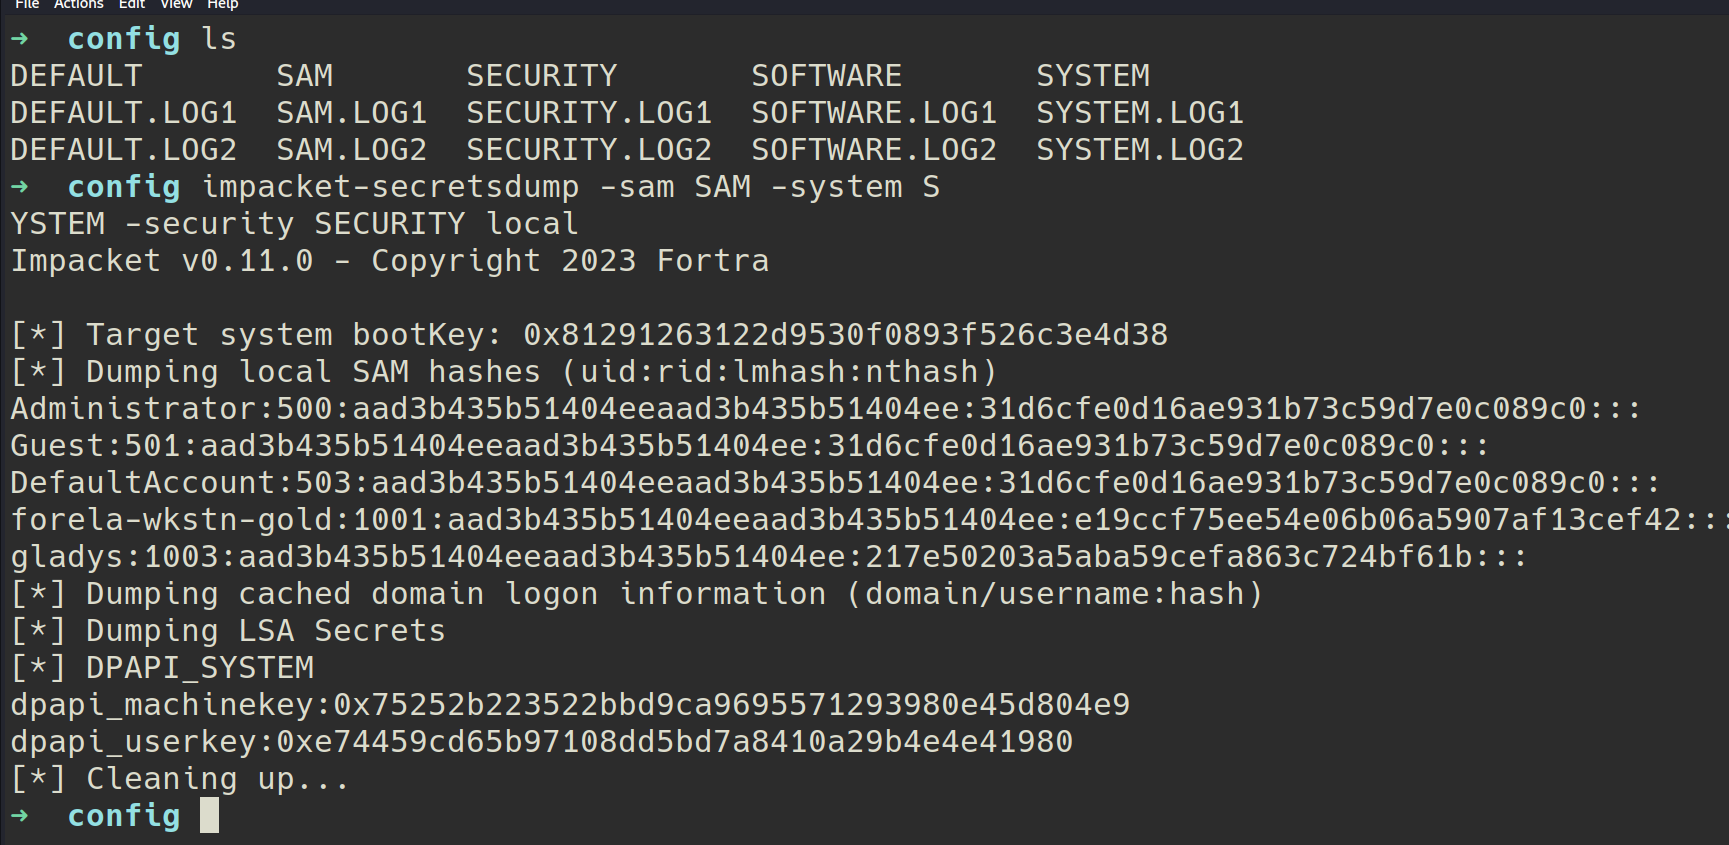 File Actions Edit View Help
→ config ls
DEFAULT SAM SECURITY SOFTWARE SYSTEM
DEFAULT.LOG1 SAM.LOG1 SECURITY.LOG1 SOFTWARE.LOG1 SYSTEM.LOG1
DEFAULT.LOG2 SAM.LOG2 SECURITY.LOG2 SOFTWARE.LOG2 SYSTEM.LOG2
→ config impacket-secretsdump -sam SAM -system S
YSTEM -security SECURITY local
Impacket v0.11.0 - Copyright 2023 Fortra
[*] Target system bootKey: 0x81291263122d9530f0893f526c3e4d38
[*] Dumping local SAM hashes (uid:rid:lmhash:nthash)
Administrator:500:aad3b435b51404eeaad3b435b51404ee:31d6cfe0d16ae931b73c59d7e0c089c0:::
Guest:501:aad3b435b51404eeaad3b435b51404ee:31d6cfe0d16ae931b73c59d7e0c089c0:::
DefaultAccount:503:aad3b435b51404eeaad3b435b51404ee:31d6cfe0d16ae931b73c59d7e0c089c0:::
forela-wkstn-gold:1001:aad3b435b51404eeaad3b435b51404ee:e19ccf75ee54e06b06a5907af13cef42:::
gladys:1003:aad3b435b51404eeaad3b435b51404ee:217e50203a5aba59cefa863c724bf61b:::
[*] Dumping cached domain logon information (domain/username:hash)
[*] Dumping LSA Secrets
[*] DPAPI_SYSTEM
dpapi_machinekey:0x75252b223522bbd9ca9695571293980e45d804e9
dpapi_userkey:0xe74459cd65b97108dd5bd7a8410a29b4e4e41980
[*] Cleaning up...
→ config